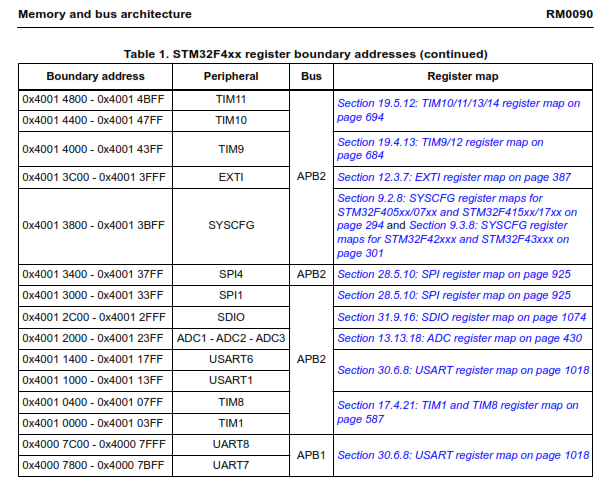 Memory and bus architecture RM0090
Table 1. STM32F4xx register boundary addresses (continued)
Boundary address Peripheral Bus Register map
0x4001 4800 - 0x4001 4BFF TIM11 APB2 Section 19.5.12: TIM10/11/13/14 register map on
page 694
0x4001 4400 - 0x4001 47FF TIM10
0x4001 4000 - 0x4001 43FF TIM9 Section 19.4.13: TIM9/12 register map on
page 684
0x4001 3C00 - 0x4001 3FFF EXTI Section 12.3.7: EXTI register map on page 387
0x4001 3800 - 0x4001 3BFF SYSCFG Section 9.2.8: SYSCFG register maps for
STM32F405xx/07xx and STM32F415xx/17xx on
page 294 and Section 9.3.8: SYSCFG register
maps for STM32F42xxx and STM32F43xxx on
page 301
0x4001 3400 - 0x4001 37FF SPI4 APB2 Section 28.5.10: SPI register map on page 925
0x4001 3000 - 0x4001 33FF SPI1 APB2 Section 28.5.10: SPI register map on page 925
0x4001 2C00 - 0x4001 2FFF SDIO Section 31.9.16: SDIO register map on page 1074
0x4001 2000 - 0x4001 23FF ADC1 - ADC2 - ADC3 Section 13.13.18: ADC register map on page 430
0x4001 1400 - 0x4001 17FF USART6 Section 30.6.8: USART register map on page 1018
0x4001 1000 - 0x4001 13FF USART1
0x4001 0400 - 0x4001 07FF TIM8 Section 17.4.21: TIM1 and TIM8 register map on
page 587
0x4001 0000 - 0x4001 03FF TIM1
0x4000 7C00 - 0x4000 7FFF UART8 APB1 Section 30.6.8: USART register map on page 1018
0x4000 7800 - 0x4000 7BFF UART7